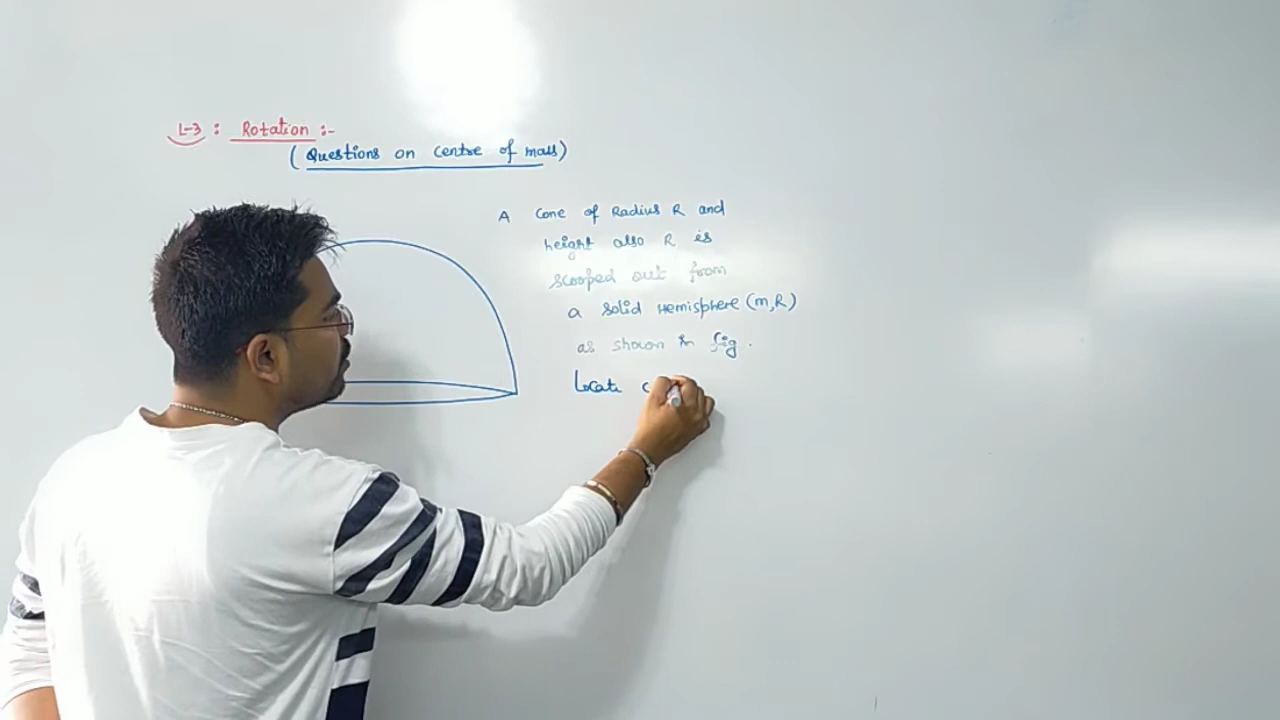 L-3 : Rotation :-
(Questions on centre of mass)
A cone of Radius R and
height also R is
scooped out from
a solid Hemisphere (m,R)
as shown in fig.
Locate